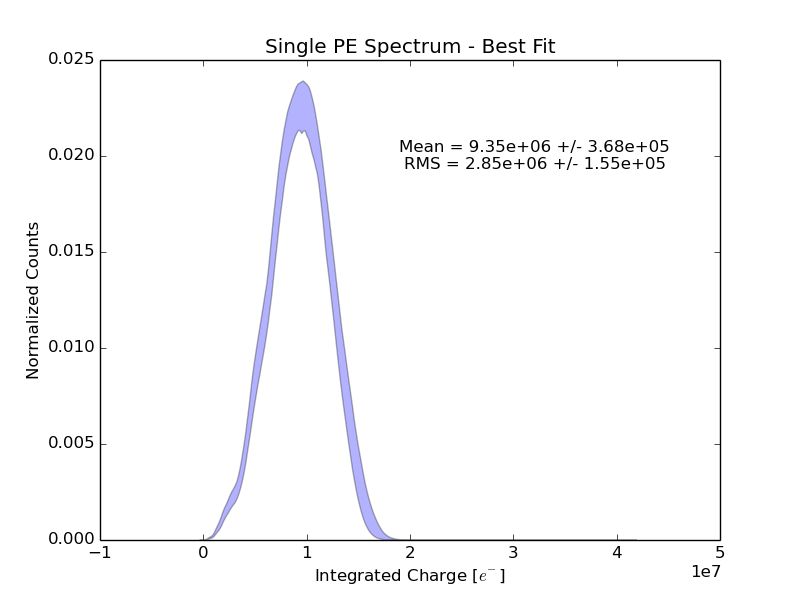 Single PE Spectrum - Best Fit
0.025
0.020
0.015
0.010
0.005
0.000
Normalized Counts
Mean = 9.35e+06 +/- 3.68e+05
RMS = 2.85e+06 +/- 1.55e+05
−1 0 1 2 3 4 5
1e7
Integrated Charge [e⁻]